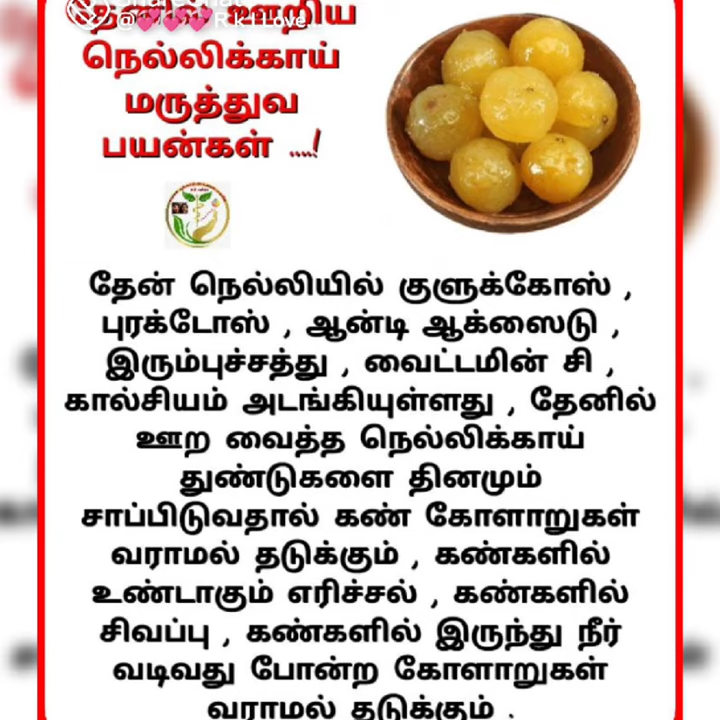 தேனில் ஊறிய
நெல்லிக்காய்
மருத்துவ
பயன்கள் ....!
தேன் நெல்லியில் குளுக்கோஸ் ,
புரக்டோஸ் , ஆன்டி ஆக்ஸைடு ,
இரும்புச்சத்து , வைட்டமின் சி ,
கால்சியம் அடங்கியுள்ளது , தேனில்
ஊற வைத்த நெல்லிக்காய்
துண்டுகளை தினமும்
சாப்பிடுவதால் கண் கோளாறுகள்
வராமல் தடுக்கும் , கண்களில்
உண்டாகும் எரிச்சல் , கண்களில்
சிவப்பு , கண்களில் இருந்து நீர்
வடிவது போன்ற கோளாறுகள்
வராமல் தடுக்கும் .